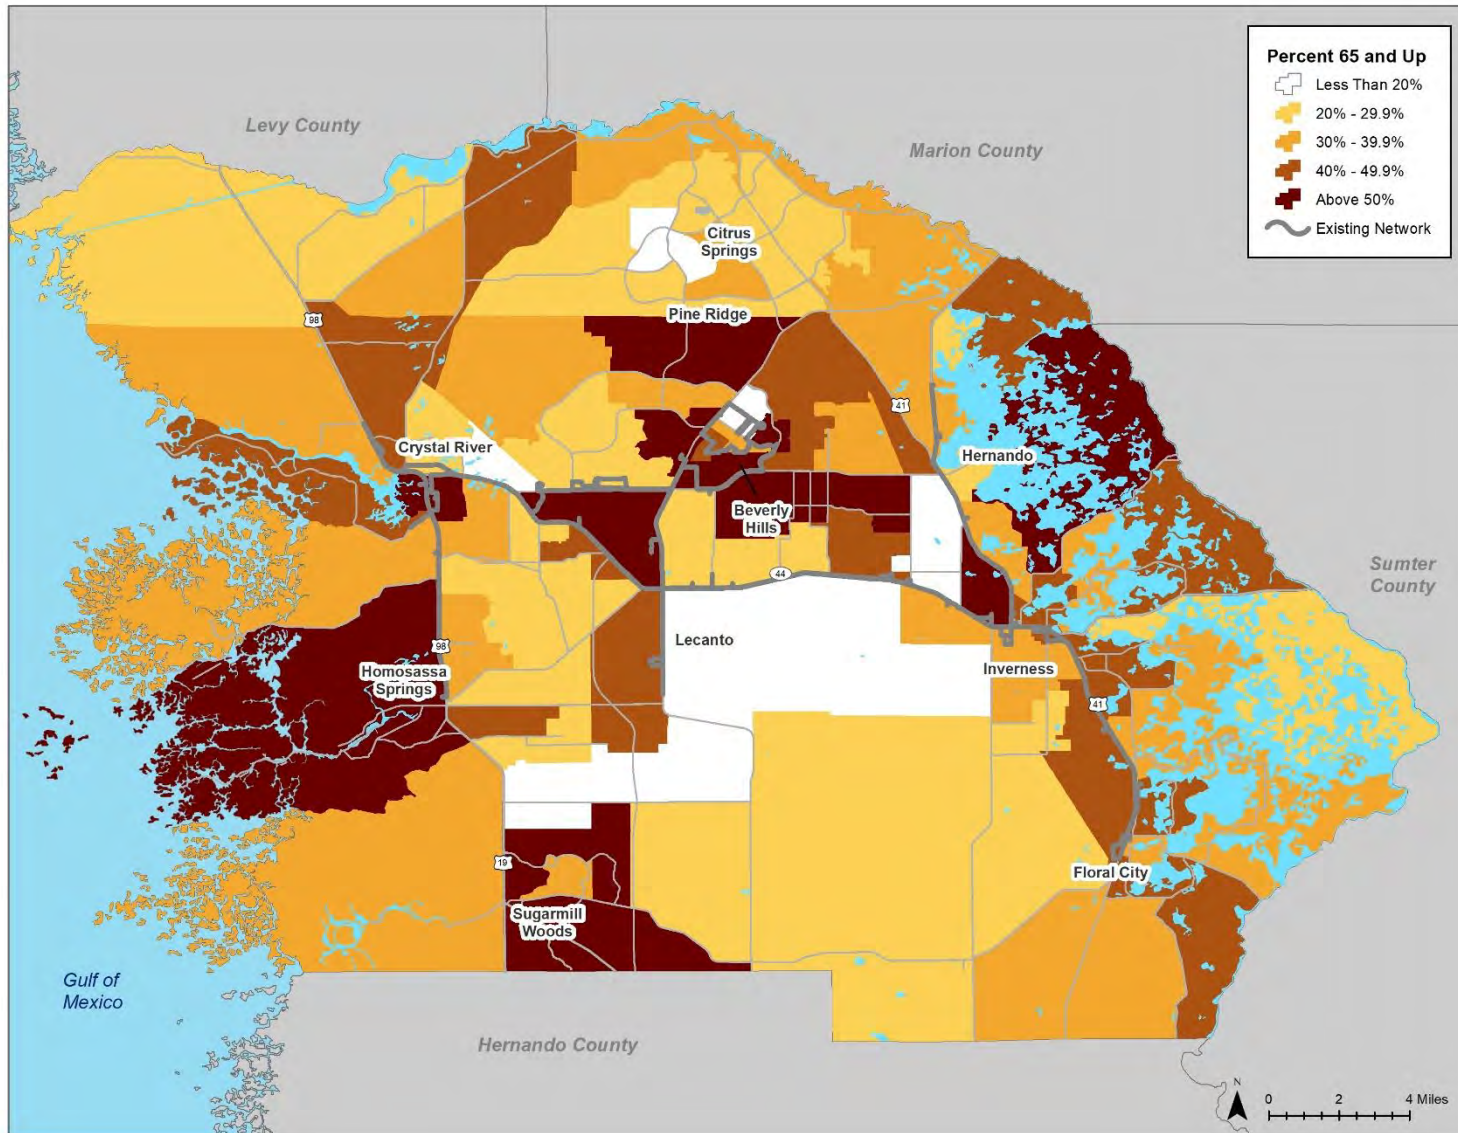 Percent 65 and Up
Less Than 20%
20% - 29.9%
30% - 39.9%
40% - 49.9%
Above 50%
Existing Network
Levy County
Marion County
Citrus
Springs
98
Pine Ridge
41
Crystal River
Hernando
Beverly
Hills
44
Sumter
County
98
Lecanto
Inverness
Homosassa
Springs
41
19
Floral City
Sugarmill
Woods
Gulf of
Mexico
Hernando County
N
0 2 4 Miles